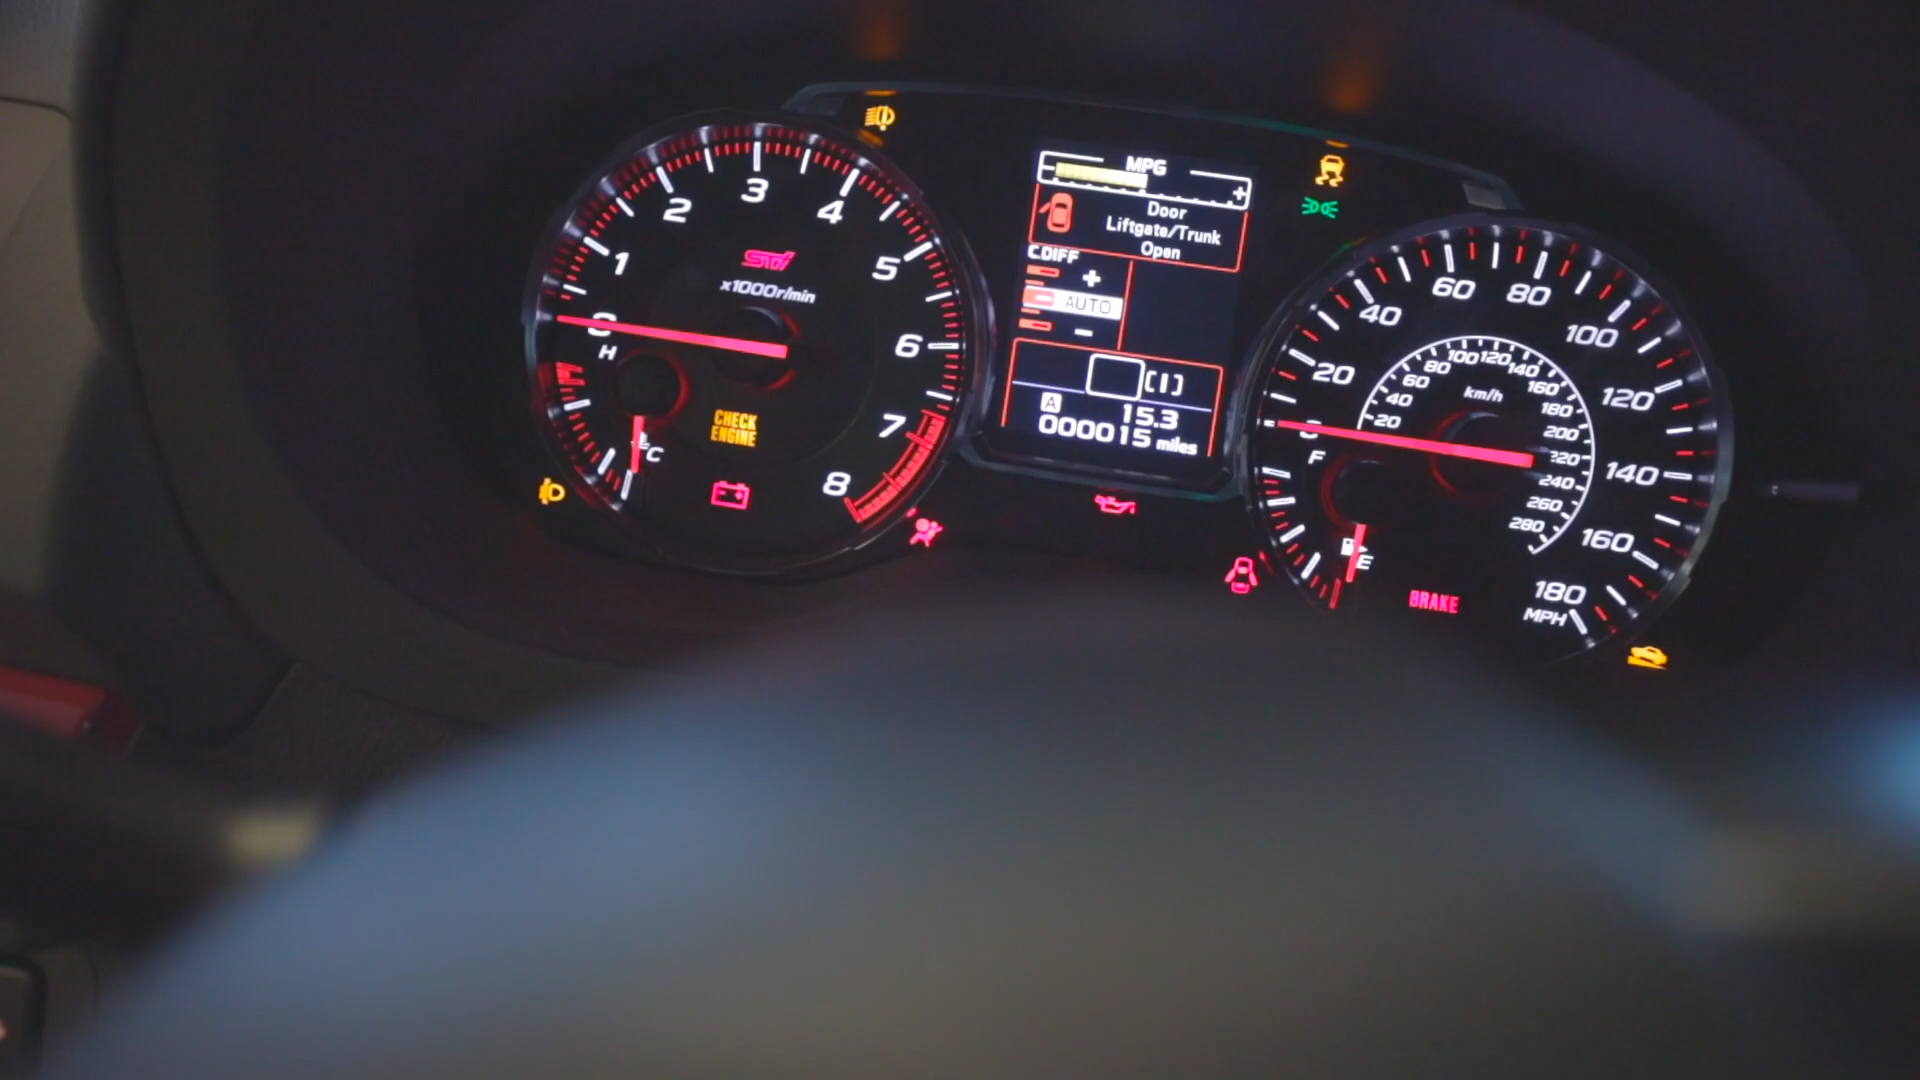 1
2
3
4
5
6
7
8
STI
x1000r/min
H
C
CHECK
ENGINE
MPG
- +
Door
Liftgate/Trunk
Open
C.DIFF
+
AUTO
-
[I]
A 15.3
000015 miles
20
40
60
80
100
120
140
160
180
MPH
20
40
60
80
100
120
140
160
180
200
220
240
260
280
km/h
F
E
BRAKE